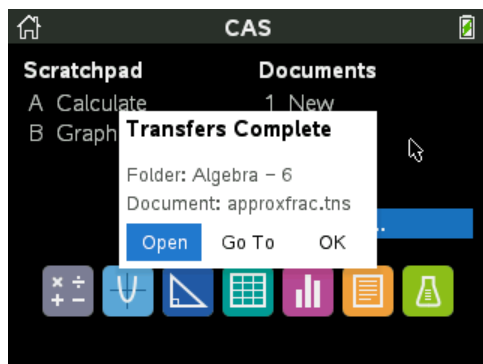 CAS
Scratchpad Documents
A Calculate 1 New
B Graph
Transfers Complete
Folder: Algebra – 6
Document: approxfrac.tns
..
Open Go To OK